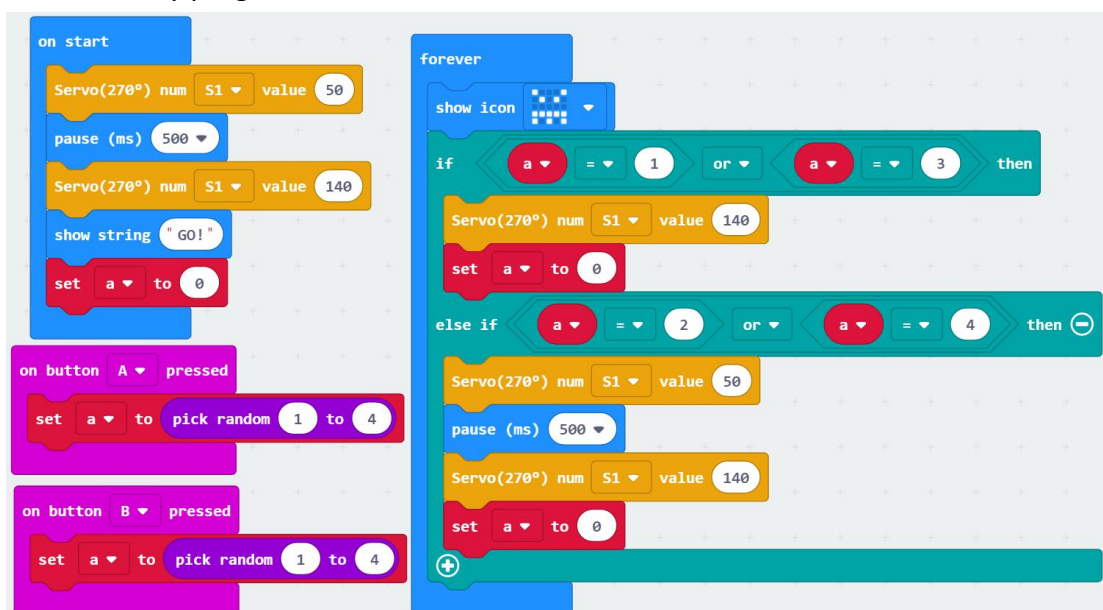 on start
Servo(270°) num S1 value 50
pause (ms) 500
Servo(270°) num S1 value 140
show string "GO!"
set a to 0
on button A pressed
set a to pick random 1 to 4
on button B pressed
set a to pick random 1 to 4
forever
show icon
if a = 1 or a = 3 then
Servo(270°) num S1 value 140
set a to 0
else if a = 2 or a = 4 then
Servo(270°) num S1 value 50
pause (ms) 500
Servo(270°) num S1 value 140
set a to 0